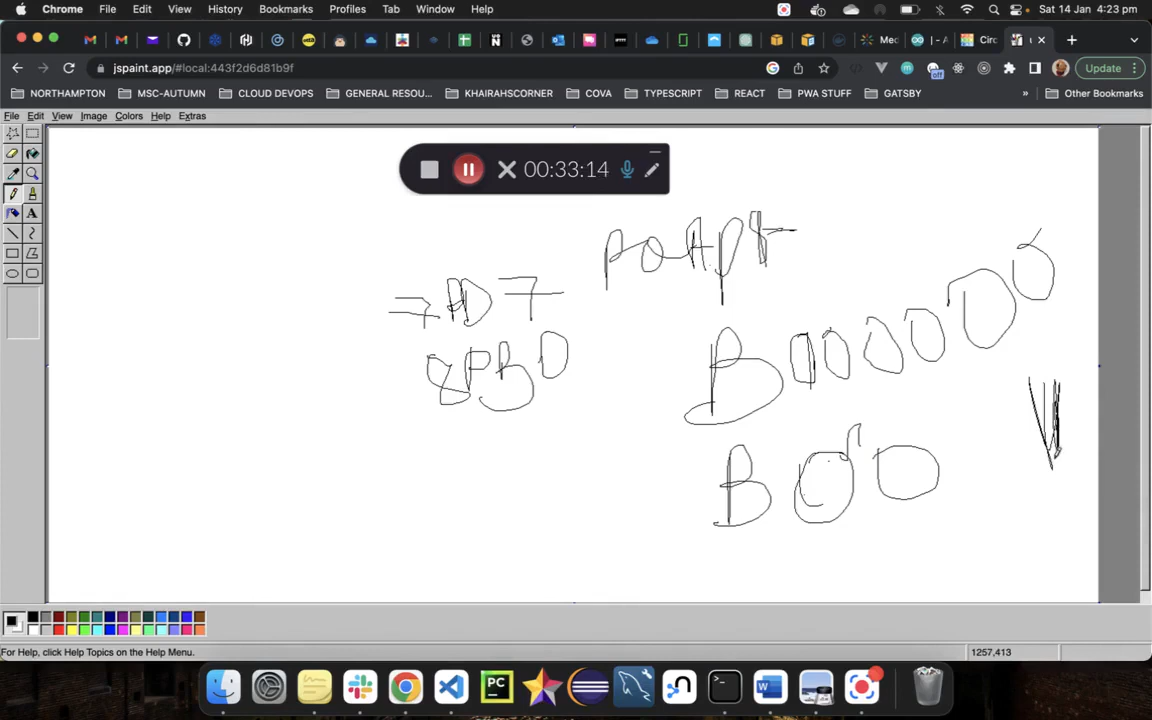 Chrome File Edit View History Bookmarks Profiles Tab Window Help Sat 14 Jan 4:23 pm
jspaint.app/#local:443f2d6d81b9f Update
NORTHAMPTON MSC-AUTUMN CLOUD DEVOPS GENERAL RESOU... KHAIRAHSCORNER COVA TYPESCRIPT REACT PWA STUFF GATSBY » Other Bookmarks
File Edit View Image Colors Help Extras
00:33:14
B000000
B00
For Help, click Help Topics on the Help Menu. 1257,413